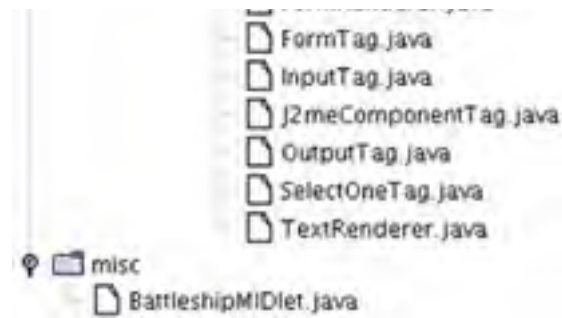 FormTag.java
InputTag.java
J2meComponentTag.java
OutputTag.java
SelectOneTag.java
TextRenderer.java
misc
BattleshipMIDlet.java